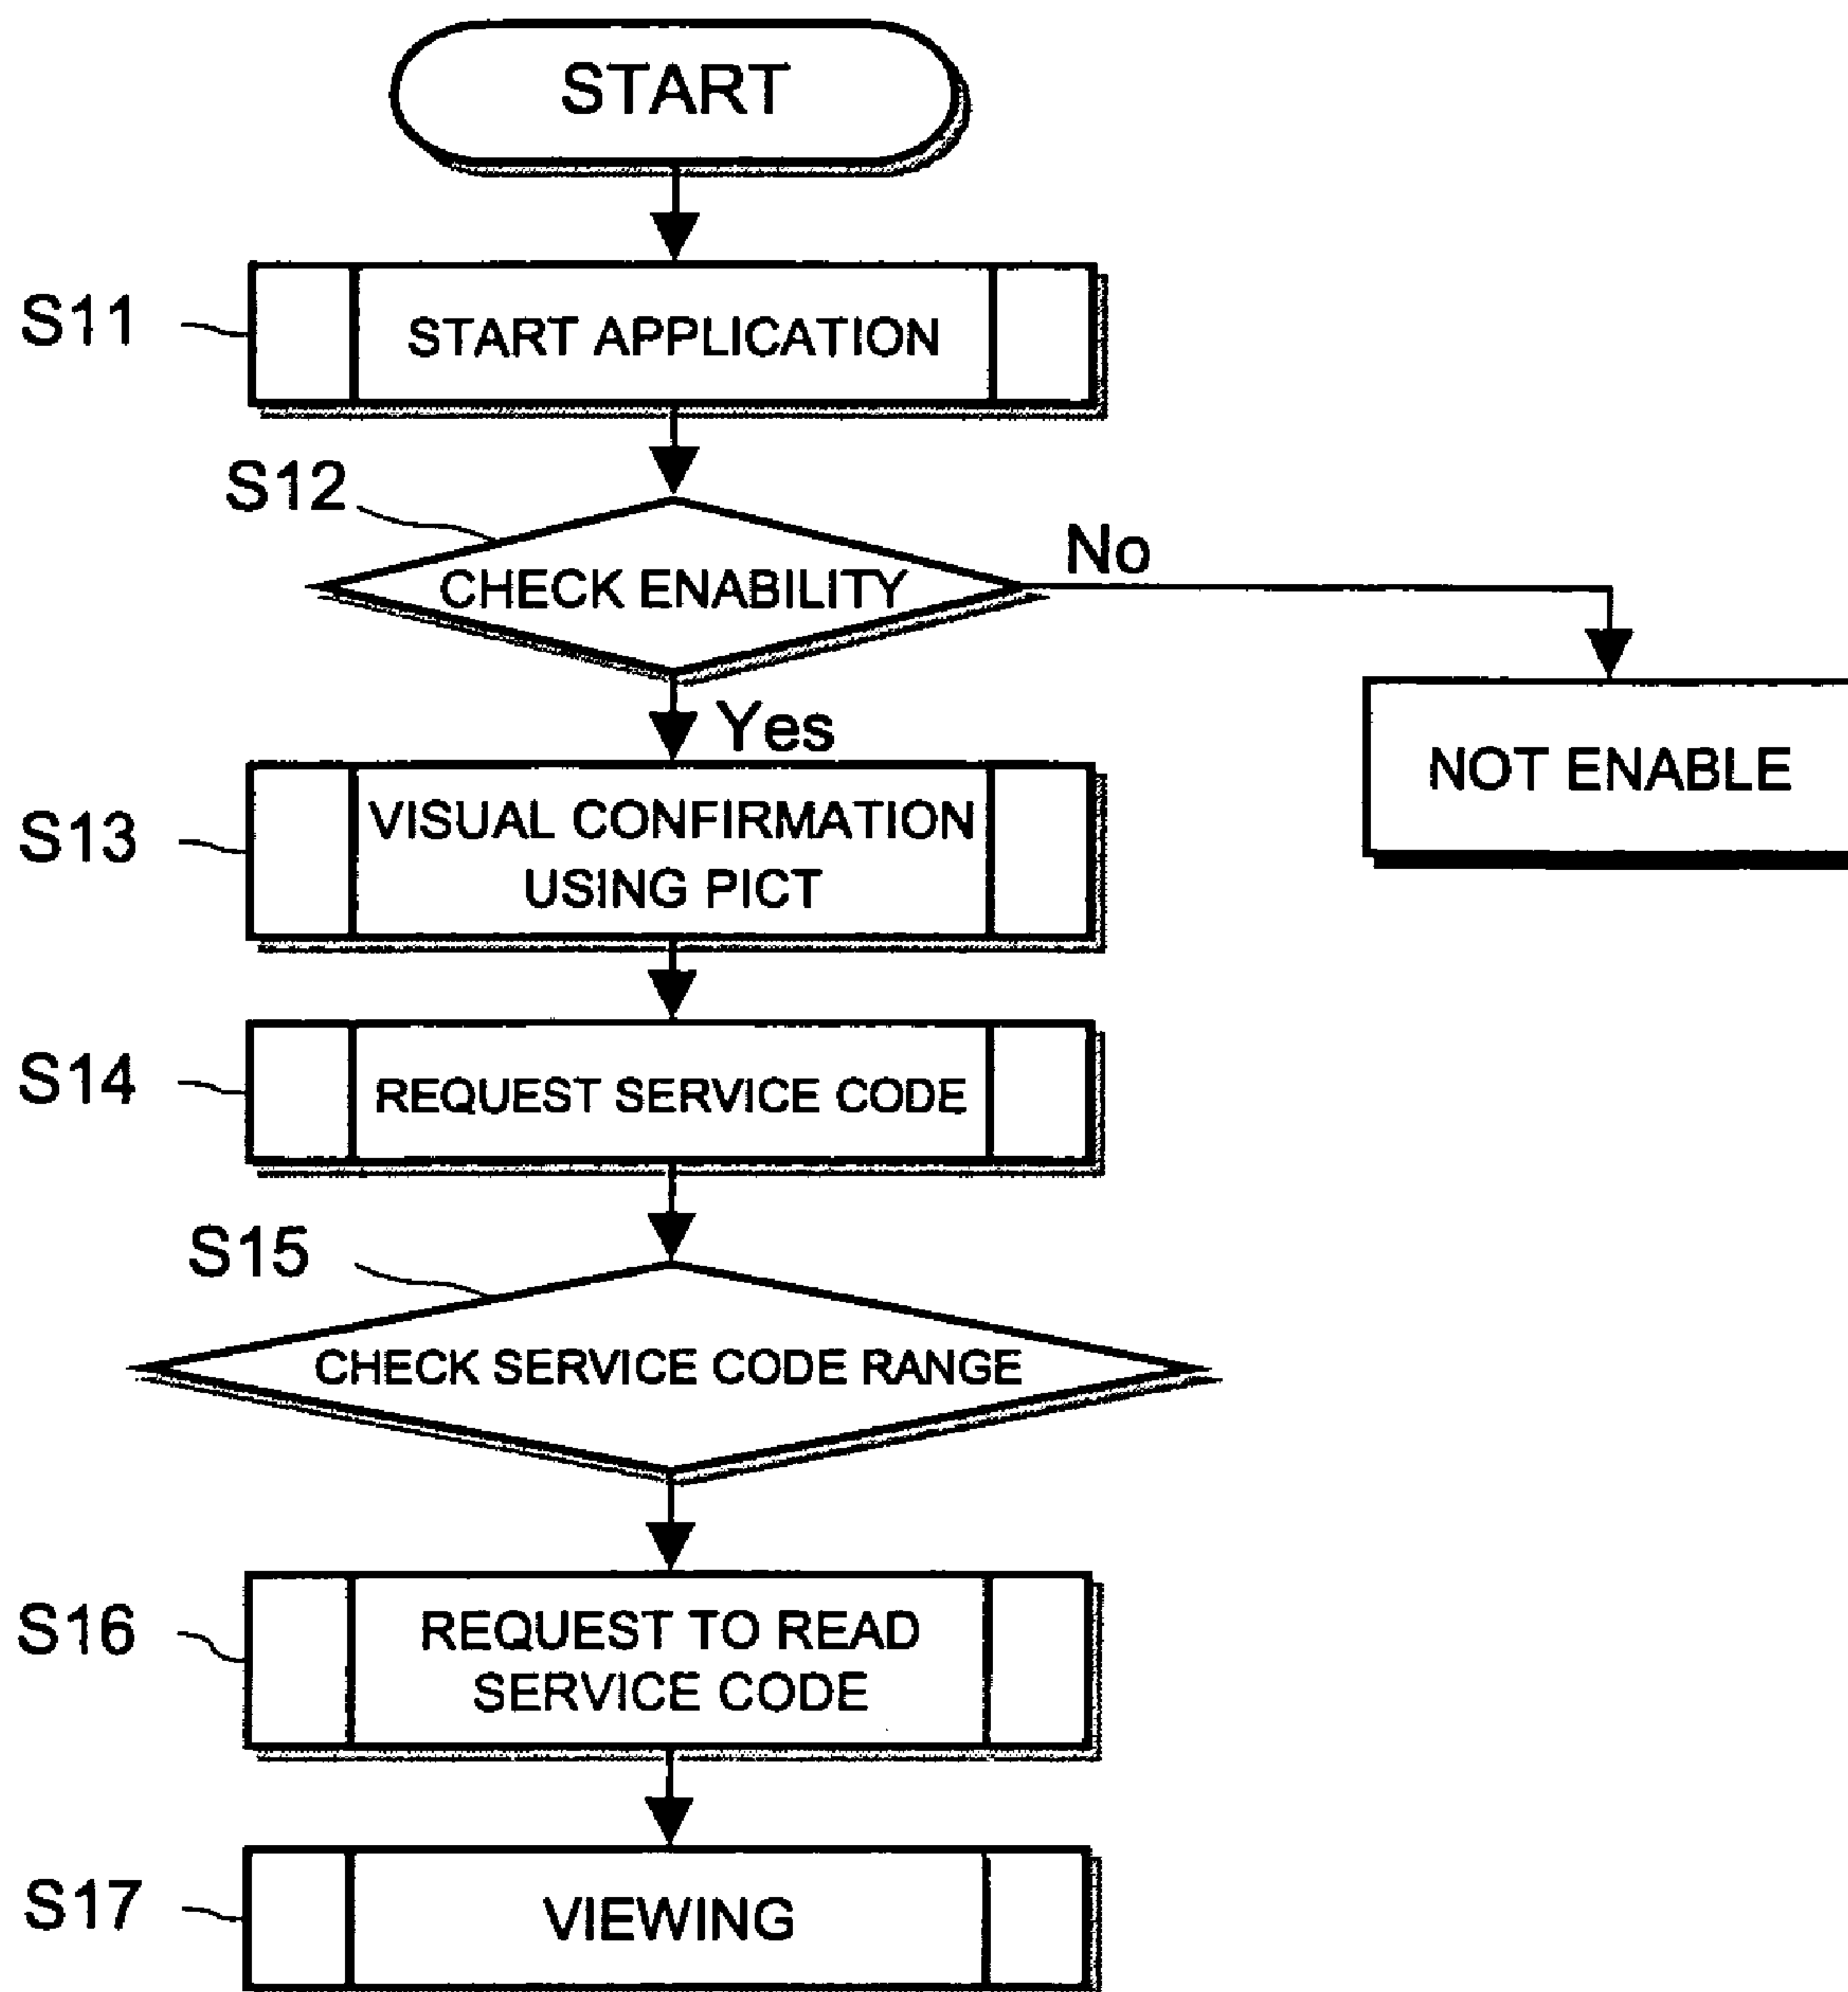 START
S11
START APPLICATION
S12
CHECK ENABILITY
No
Yes
NOT ENABLE
S13
VISUAL CONFIRMATION
USING PICT
S14
REQUEST SERVICE CODE
S15
CHECK SERVICE CODE RANGE
S16
REQUEST TO READ
SERVICE CODE
S17
VIEWING